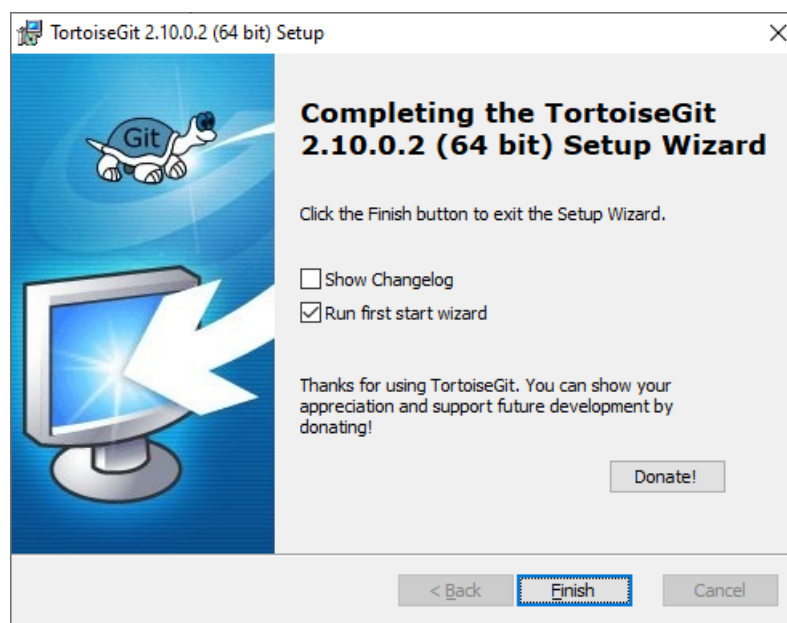 TortoiseGit 2.10.0.2 (64 bit) Setup
Git
Completing the TortoiseGit
2.10.0.2 (64 bit) Setup Wizard
Click the Finish button to exit the Setup Wizard.
Show Changelog
Run first start wizard
Thanks for using TortoiseGit. You can show your
appreciation and support future development by
donating!
Donate!
< Back
Finish
Cancel